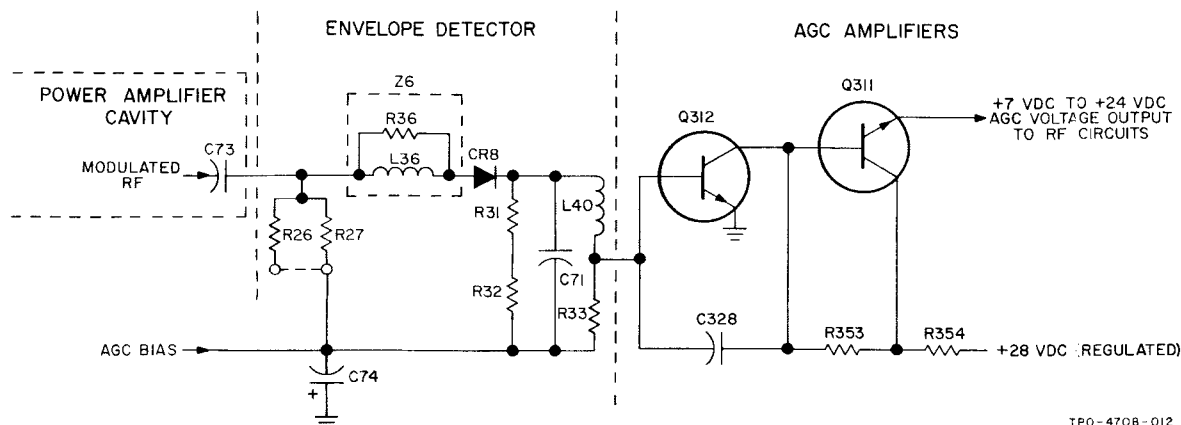 ENVELOPE DETECTOR
AGC AMPLIFIERS
POWER AMPLIFIER
CAVITY
MODULATED
RF
C73
Z6
R36
L36
CR8
R26
R27
R31
R32
C71
L40
R33
AGC BIAS
C74
+
Q312
Q311
+7 VDC TO +24 VDC
AGC VOLTAGE OUTPUT
TO RF CIRCUITS
C328
R353
R354
+28 VDC (REGULATED)
TPO-4708-012